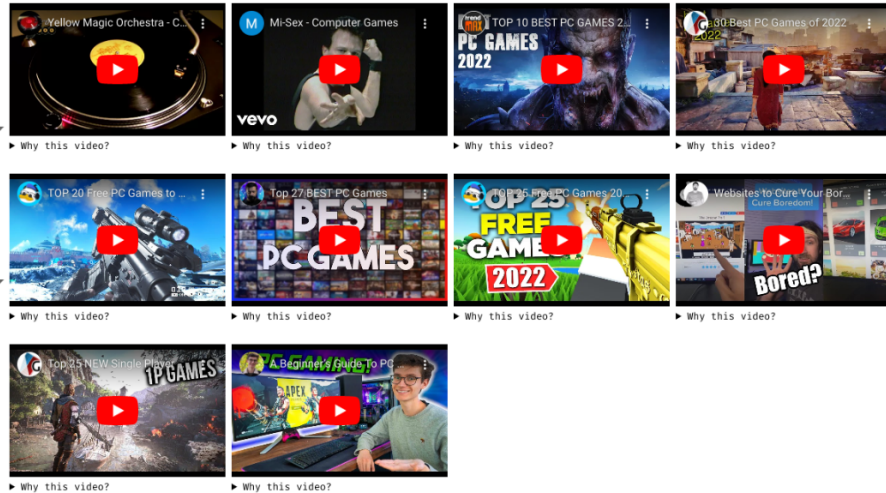 Yellow Magic Orchestra - C...
Mi-Sex - Computer Games
vevo
TOP 10 BEST PC GAMES 2...
PC GAMES
2022
30 Best PC Games of 2022
2022
▶ Why this video?
▶ Why this video?
▶ Why this video?
▶ Why this video?
TOP 20 Free PC Games to ...
Top 27 BEST PC Games
BEST
PC GAMES
TOP 25 Free PC Games 20...
TOP 25
FREE
GAMES
2022
Websites to Cure Your Bor...
Cure Boredom!
Bored?
▶ Why this video?
▶ Why this video?
▶ Why this video?
▶ Why this video?
Top 25 NEW Single Player
1P GAMES
A Beginner's Guide To PC
PC GAMING!
APEX
▶ Why this video?
▶ Why this video?